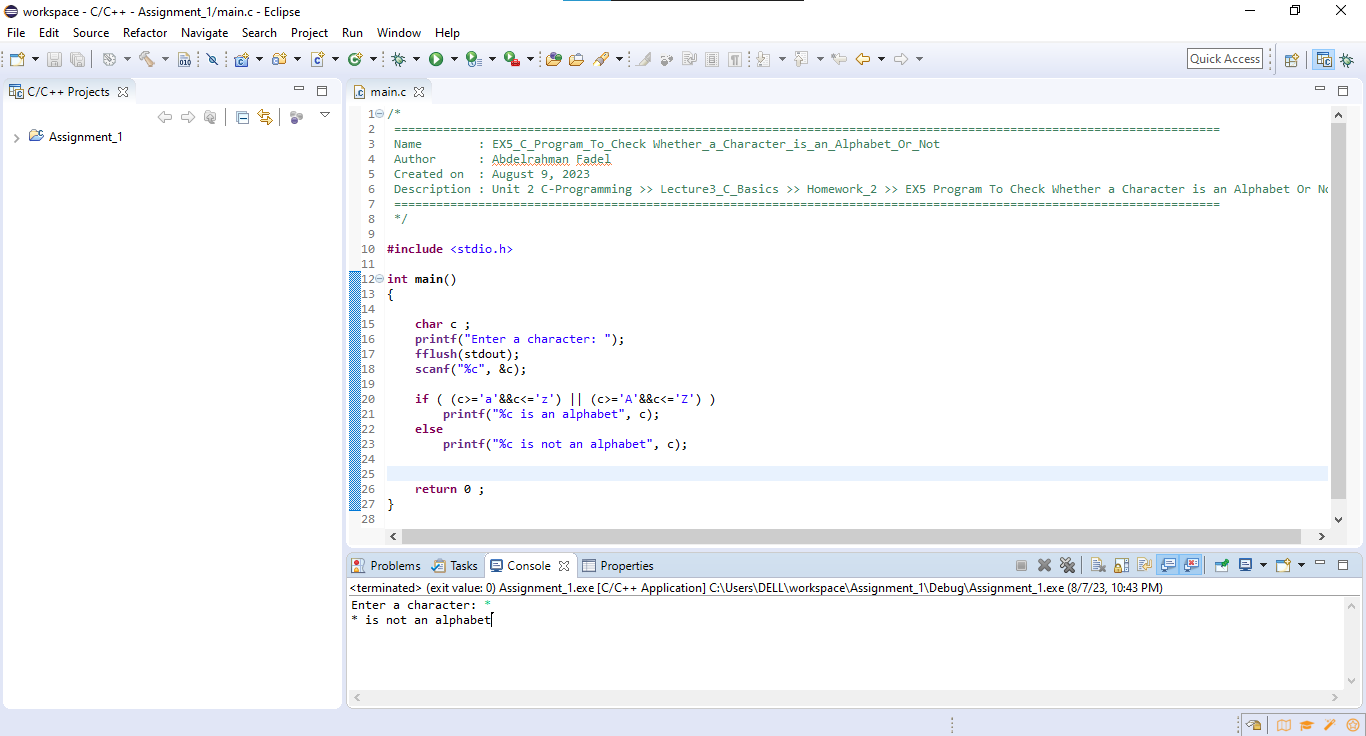 workspace - C/C++ - Assignment_1/main.c - Eclipse
File Edit Source Refactor Navigate Search Project Run Window Help
Quick Access
C/C++ Projects
main.c
Assignment_1
1 /*
2 ======================================================================================================================
3 Name : EX5_C_Program_To_Check Whether_a_Character_is_an_Alphabet_Or_Not
4 Author : Abdelrahman Fadel
5 Created on : August 9, 2023
6 Description : Unit 2 C-Programming >> Lecture3_C_Basics >> Homework_2 >> EX5 Program To Check Whether a Character is an Alphabet Or No
7 ======================================================================================================================
8 */
9
10 #include <stdio.h>
11
12 int main()
13 {
14
15 char c ;
16 printf("Enter a character: ");
17 fflush(stdout);
18 scanf("%c", &c);
19
20 if ( (c>='a'&&c<='z') || (c>='A'&&c<='Z') )
21 printf("%c is an alphabet", c);
22 else
23 printf("%c is not an alphabet", c);
24
25
26 return 0 ;
27 }
28
Problems Tasks Console Properties
<terminated> (exit value: 0) Assignment_1.exe [C/C++ Application] C:\Users\DELL\workspace\Assignment_1\Debug\Assignment_1.exe (8/7/23, 10:43 PM)
Enter a character: *
* is not an alphabet